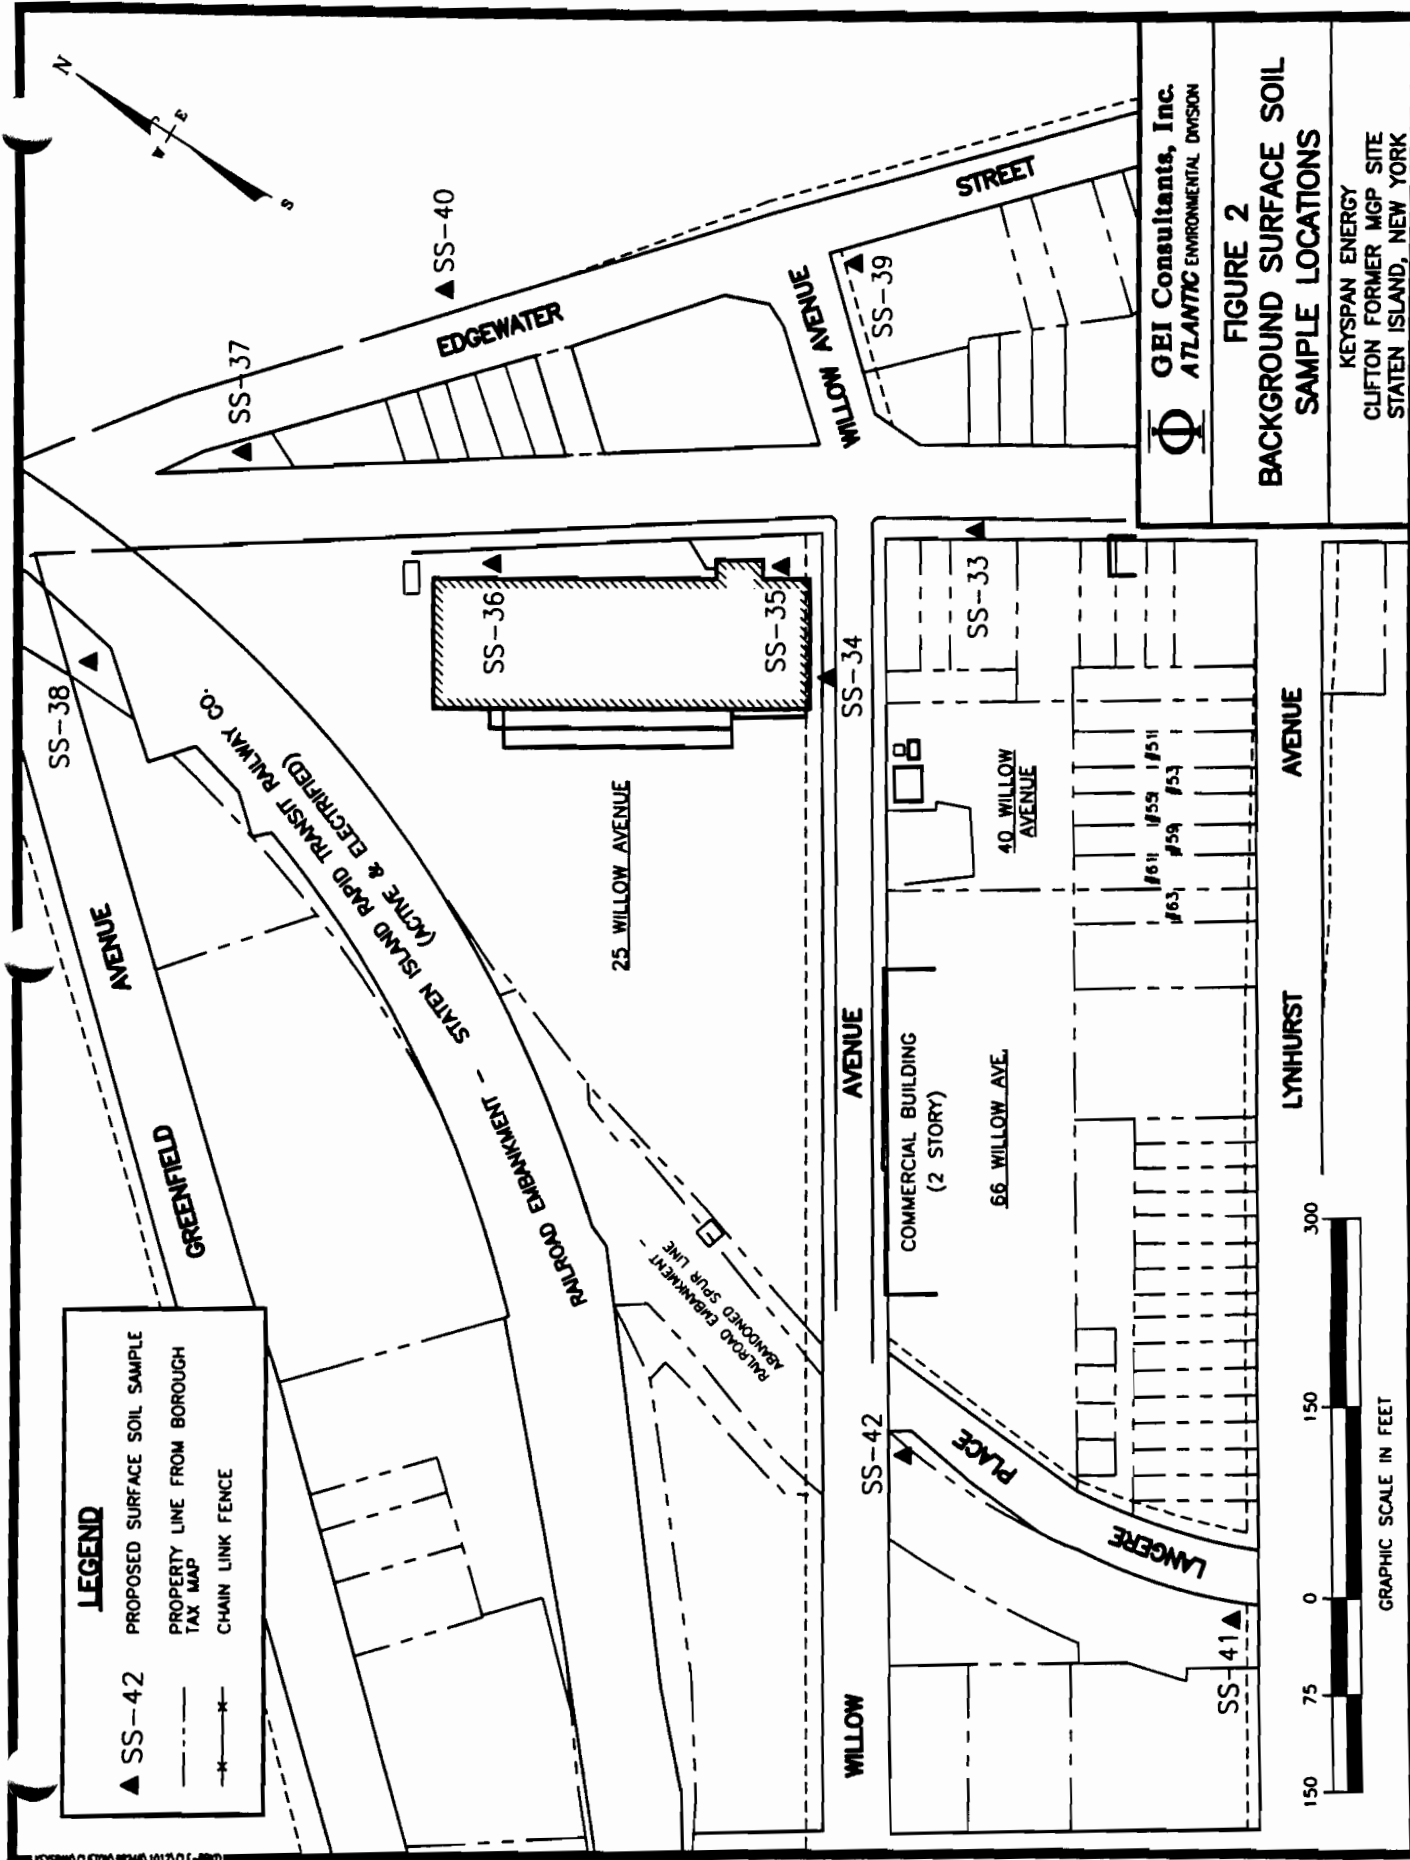 LEGEND
▲ SS-42 PROPOSED SURFACE SOIL SAMPLE
PROPERTY LINE FROM BOROUGH
TAX MAP
CHAIN LINK FENCE
N
W
E
S
SS-38
SS-37
SS-40
SS-36
SS-35
SS-34
SS-33
SS-39
SS-42
SS-41
GREENFIELD
AVENUE
RAILROAD EMBANKMENT - STATEN ISLAND RAPID TRANSIT RAILWAY CO.
(ACTIVE & ELECTRIFIED)
EDGEWATER
STREET
WILLOW AVENUE
25 WILLOW AVENUE
RAILROAD EMBANKMENT -
ABANDONED SPUR LINE
WILLOW
AVENUE
COMMERCIAL BUILDING
(2 STORY)
66 WILLOW AVE.
40 WILLOW
AVENUE
#63
#61
#59
#55
#53
#51
LANGERE
PLACE
LYNHURST
AVENUE
150
75
0
150
300
GRAPHIC SCALE IN FEET
GEI Consultants, Inc.
ATLANTIC ENVIRONMENTAL DIVISION
FIGURE 2
BACKGROUND SURFACE SOIL
SAMPLE LOCATIONS
KEYSPAN ENERGY
CLIFTON FORMER MGP SITE
STATEN ISLAND, NEW YORK